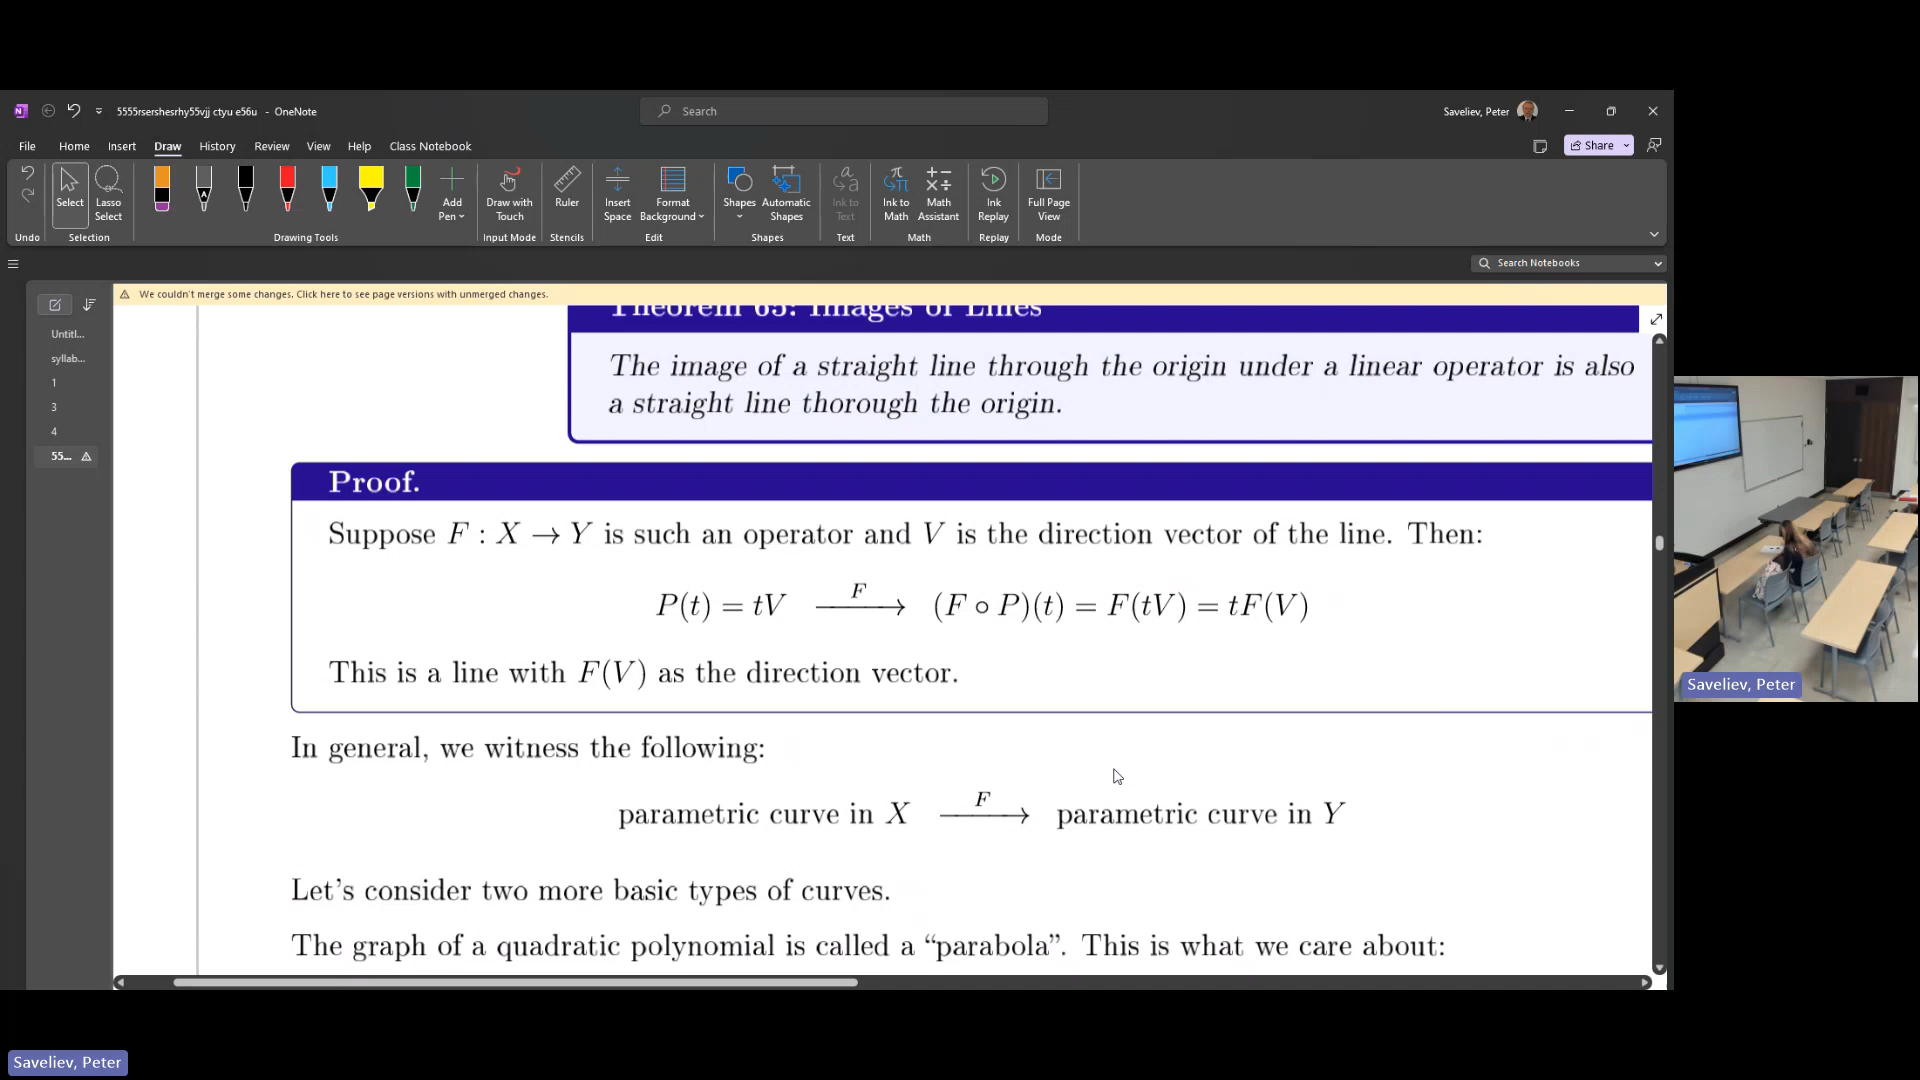 5555rsershesrhy55vjj ctyu e56u - OneNote
Search
Saveliev, Peter
File Home Insert Draw History Review View Help Class Notebook
Share
Select
Lasso Select
Add Pen
Draw with Touch
Ruler
Insert Space
Format Background
Shapes
Automatic Shapes
Ink to Text
Ink to Math
Math Assistant
Ink Replay
Full Page View
Undo Selection Drawing Tools Input Mode Stencils Edit Shapes Text Math Replay Mode
Search Notebooks
We couldn't merge some changes. Click here to see page versions with unmerged changes.
Untitl...
syllab...
1
3
4
55...
Theorem 65: Images of Lines
The image of a straight line through the origin under a linear operator is also
a straight line thorough the origin.
Proof.
Suppose F : X → Y is such an operator and V is the direction vector of the line. Then:
P(t) = tV —F→ (F ∘ P)(t) = F(tV) = tF(V)
This is a line with F(V) as the direction vector.
In general, we witness the following:
parametric curve in X —F→ parametric curve in Y
Let's consider two more basic types of curves.
The graph of a quadratic polynomial is called a “parabola”. This is what we care about:
Saveliev, Peter
Saveliev, Peter